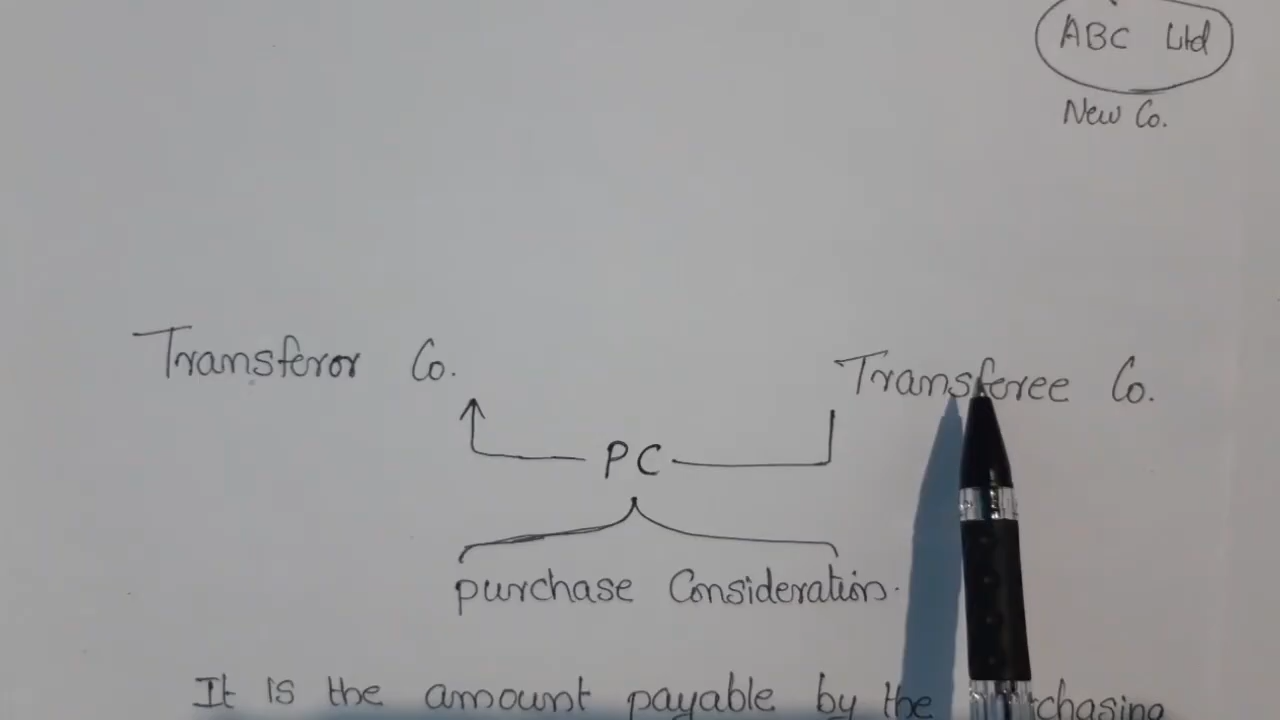 ABC Ltd
New Co.
Transferor Co.
Transferee Co.
PC
purchase Consideration.
It is the amount payable by the